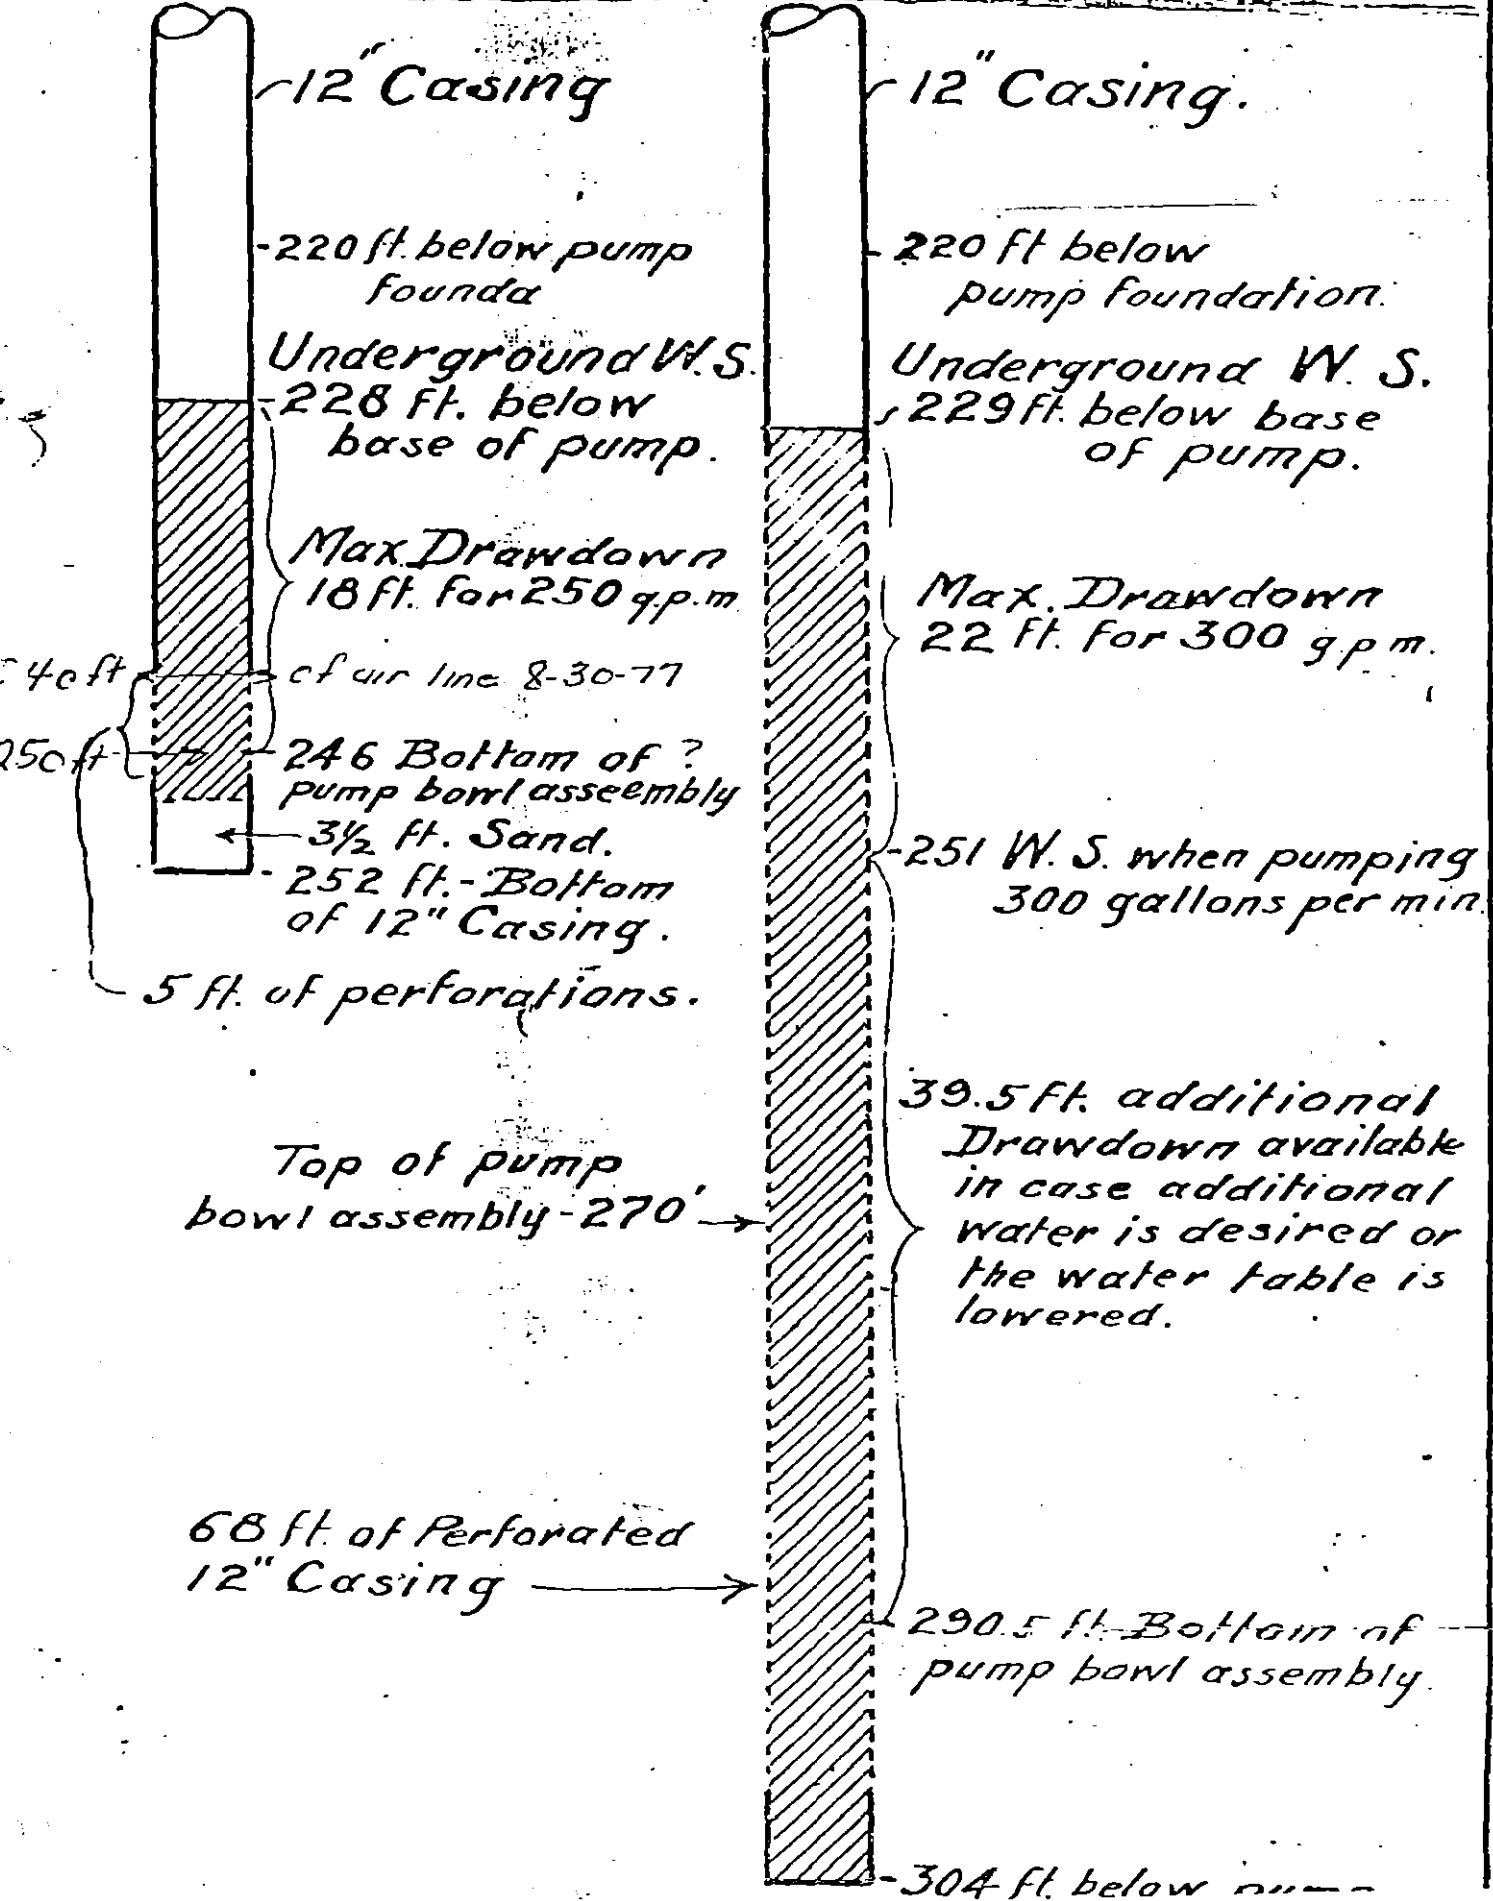 12" Casing
220 ft. below pump
founda
Underground W.S.
228 ft. below
base of pump.
Max. Drawdown
18 ft. for 250 g.p.m
40 ft
of air line 8-30-77
250 ft
246 Bottom of ?
pump bowl asseembly
3½ ft. Sand.
252 ft.- Bottom
of 12" Casing.
5 ft. of perforations.
Top of pump
bowl assembly - 270'
68 ft. of Perforated
12" Casing
12" Casing.
220 ft below
pump foundation.
Underground W. S.
229 ft. below base
of pump.
Max. Drawdown
22 ft. for 300 g.p.m.
251 W. S. when pumping
300 gallons per min.
39.5 ft. additional
Drawdown available
in case additional
water is desired or
the water table is
lowered.
290.5 ft. Bottom of
pump bowl assembly.
304 ft. below